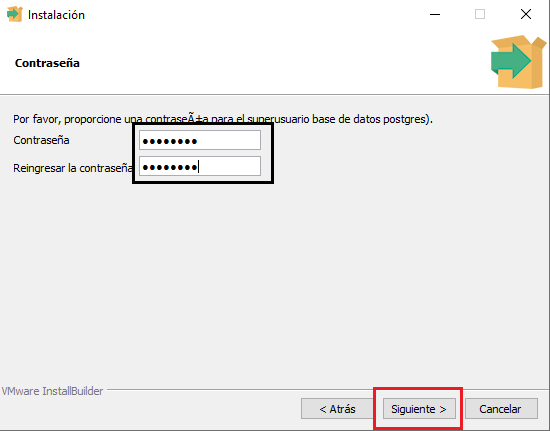 Instalación
Contraseña
Por favor, proporcione una contraseÃ±a para el superusuario base de datos postgres).
Contraseña ●●●●●●●●
Reingresar la contraseña ●●●●●●●●
VMware InstallBuilder
< Atrás Siguiente > Cancelar